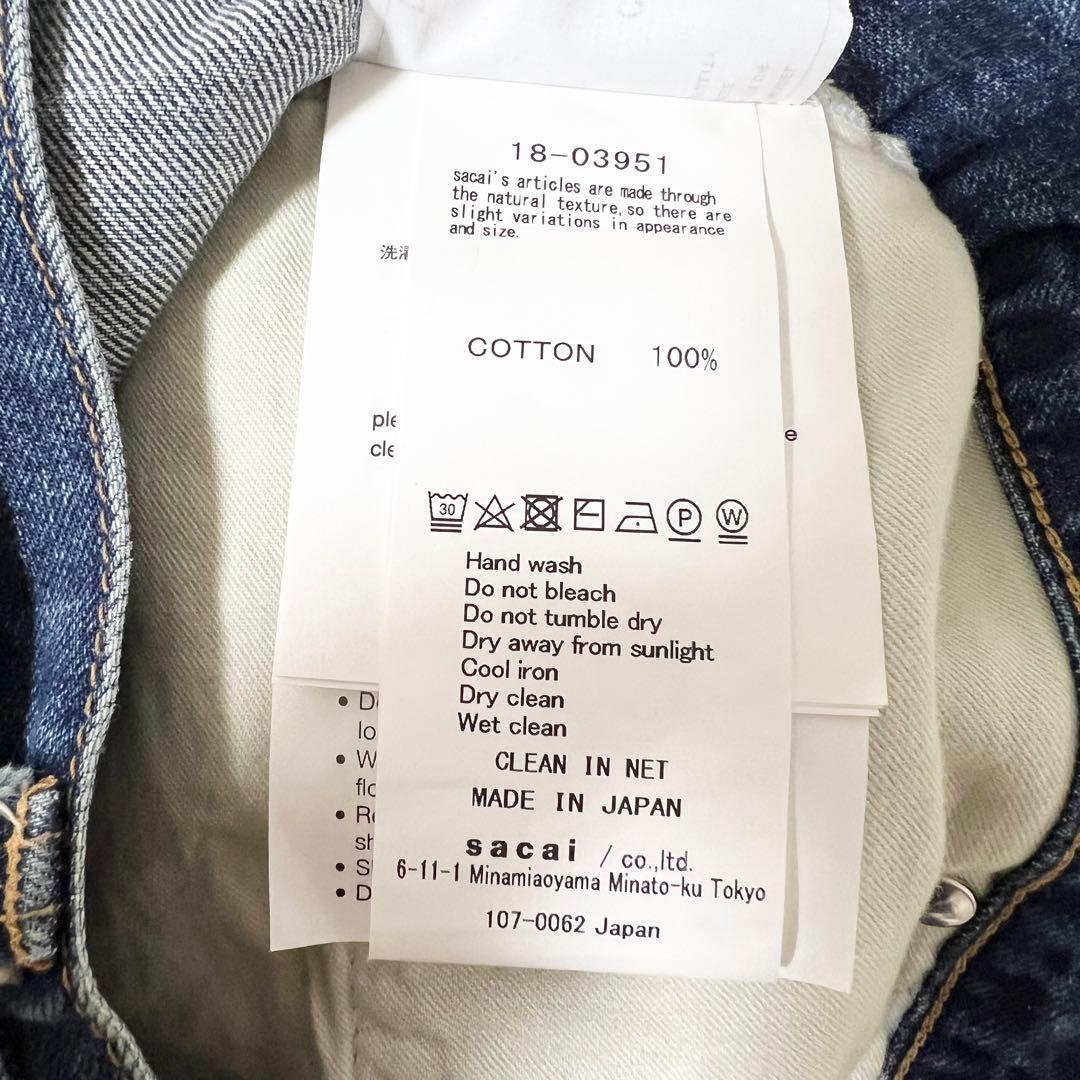 18-03951
sacai's articles are made through
the natural texture, so there are
slight variations in appearance
and size.
洗濯
COTTON 100%
30 P W
Hand wash
Do not bleach
Do not tumble dry
Dry away from sunlight
Cool iron
Dry clean
Wet clean
CLEAN IN NET
MADE IN JAPAN
sacai / co.,ltd.
6-11-1 Minamiaoyama Minato-ku Tokyo
107-0062 Japan